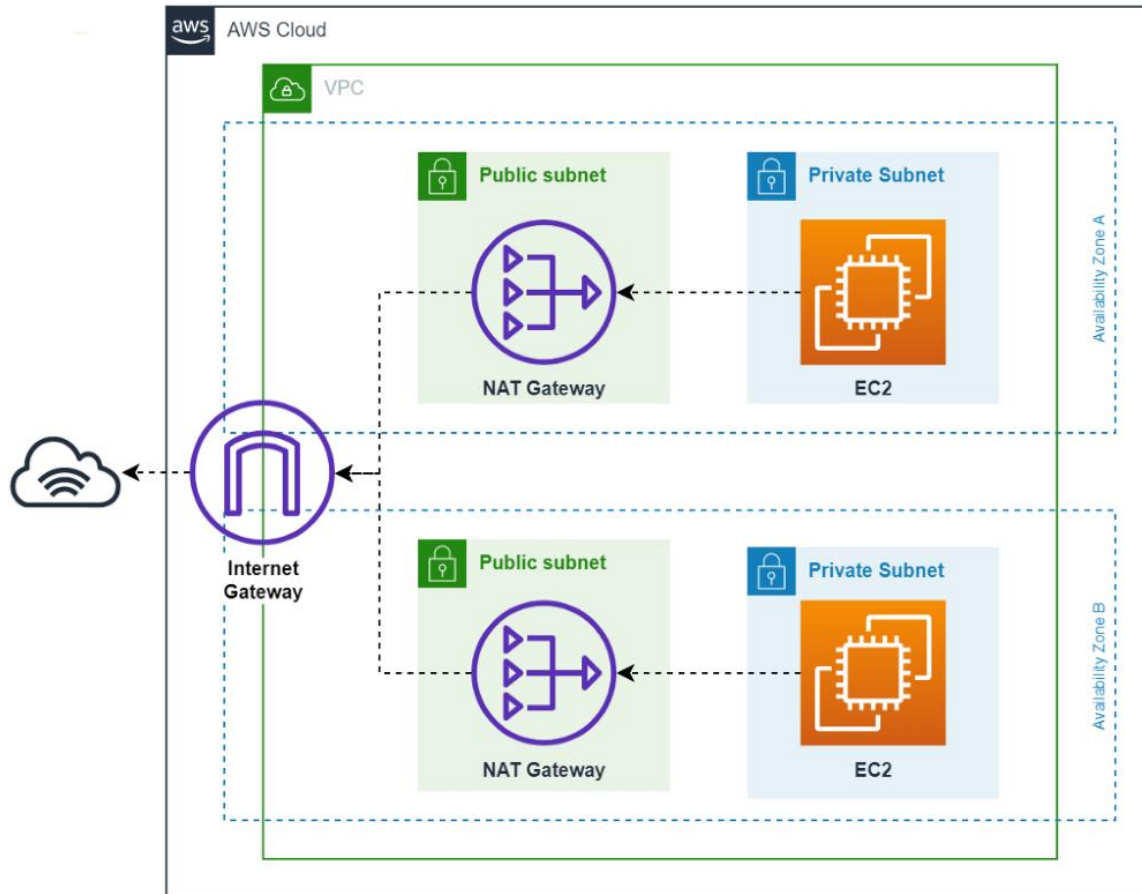 aws
AWS Cloud
VPC
Public subnet
Private Subnet
NAT Gateway
EC2
Availability Zone A
Internet
Gateway
Public subnet
Private Subnet
NAT Gateway
EC2
Availability Zone B